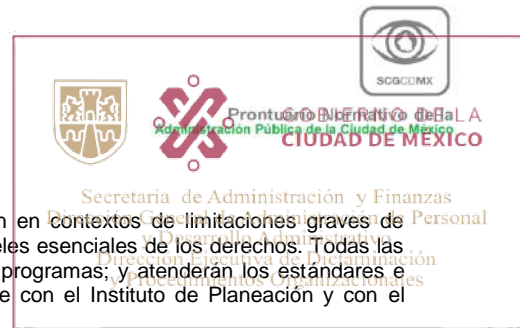 SCGCDMX
Prontuario Normativo de la
Administración Pública de la Ciudad de México
GOBIERNO DE LA
CIUDAD DE MÉXICO
Secretaría de Administración y Finanzas
Dirección General de Administración de Personal
y Desarrollo Administrativo
Dirección Ejecutiva de Dictaminación
y Procedimientos Organizacionales
n en contextos de limitaciones graves de
eles esenciales de los derechos. Todas las
programas; y atenderán los estándares e
e con el Instituto de Planeación y con el